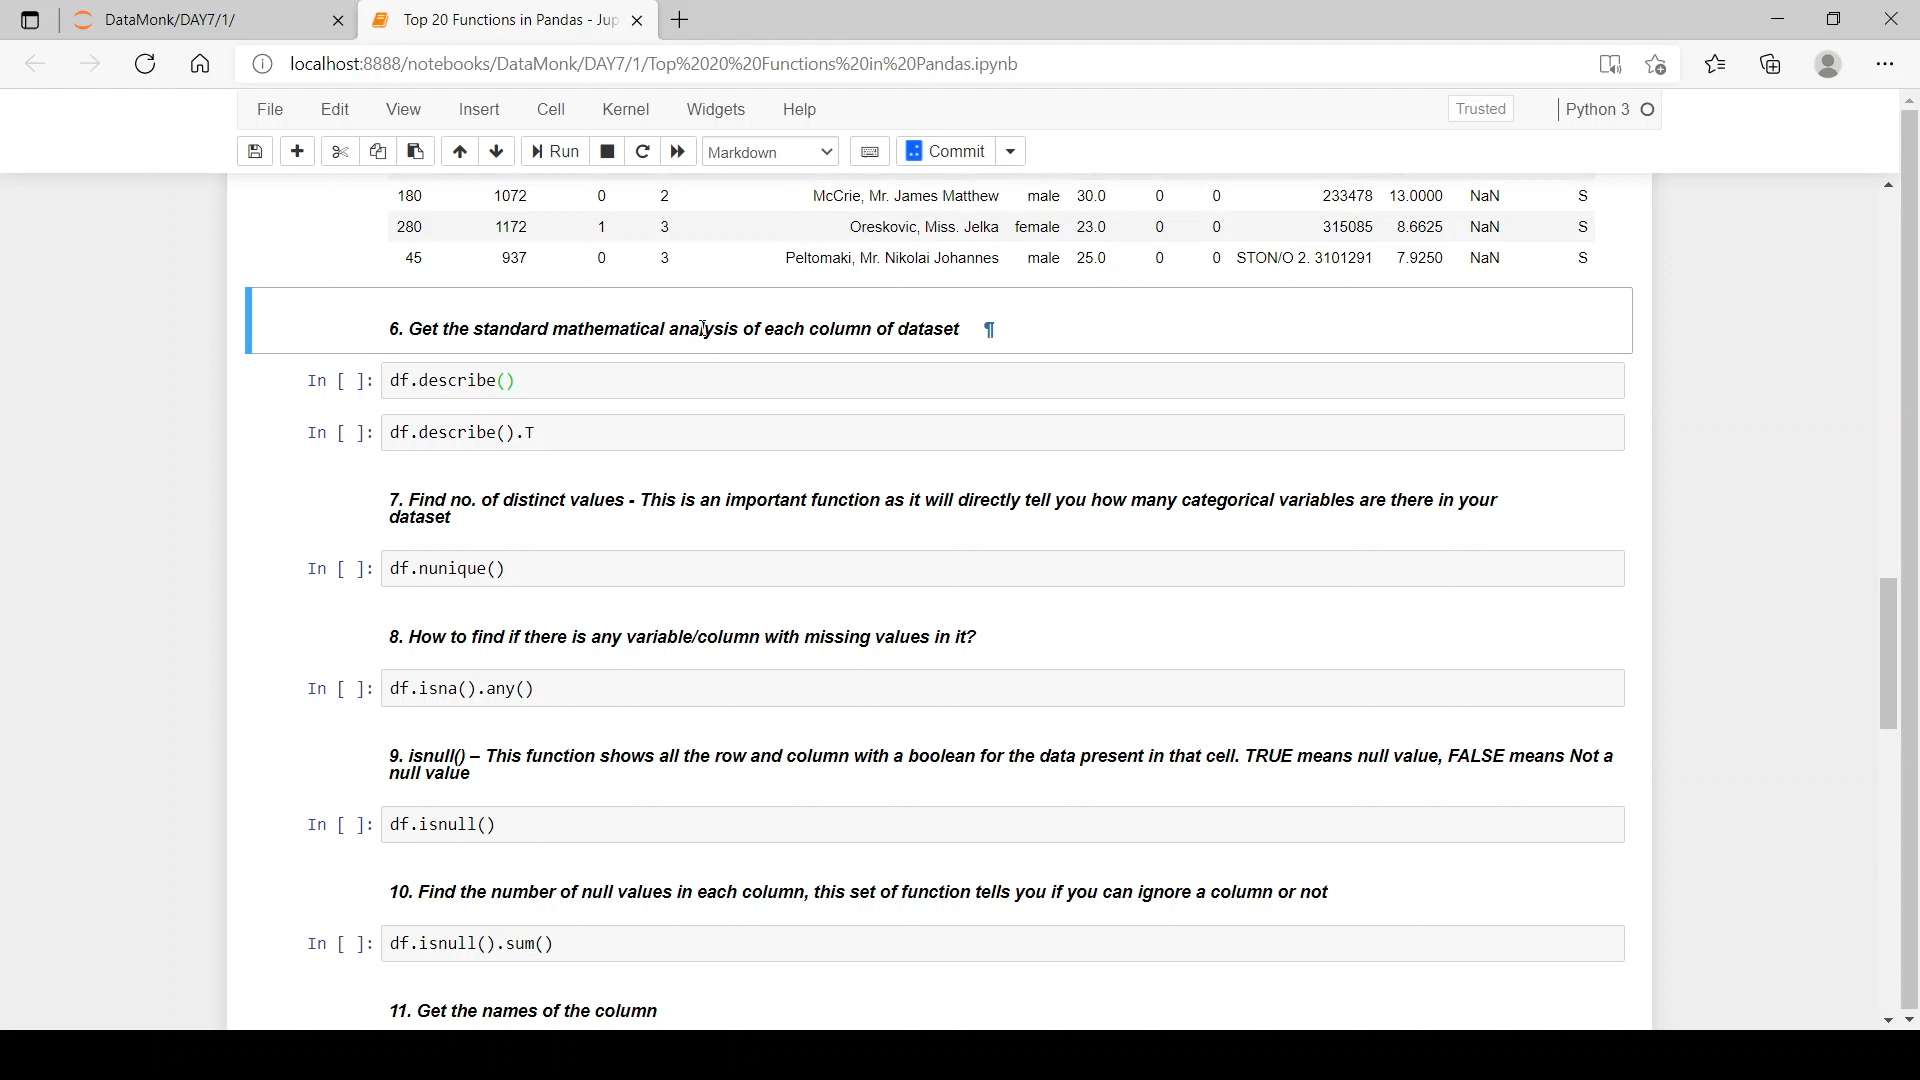 DataMonk/DAY7/1/
Top 20 Functions in Pandas - Jup
localhost:8888/notebooks/DataMonk/DAY7/1/Top%2020%20Functions%20in%20Pandas.ipynb
File Edit View Insert Cell Kernel Widgets Help Trusted Python 3
Run Markdown Commit
180 1072 0 2 McCrie, Mr. James Matthew male 30.0 0 0 233478 13.0000 NaN S
280 1172 1 3 Oreskovic, Miss. Jelka female 23.0 0 0 315085 8.6625 NaN S
45 937 0 3 Peltomaki, Mr. Nikolai Johannes male 25.0 0 0 STON/O 2. 3101291 7.9250 NaN S
6. Get the standard mathematical analysis of each column of dataset ¶
In [ ]: df.describe()
In [ ]: df.describe().T
7. Find no. of distinct values - This is an important function as it will directly tell you how many categorical variables are there in your
dataset
In [ ]: df.nunique()
8. How to find if there is any variable/column with missing values in it?
In [ ]: df.isna().any()
9. isnull() – This function shows all the row and column with a boolean for the data present in that cell. TRUE means null value, FALSE means Not a
null value
In [ ]: df.isnull()
10. Find the number of null values in each column, this set of function tells you if you can ignore a column or not
In [ ]: df.isnull().sum()
11. Get the names of the column